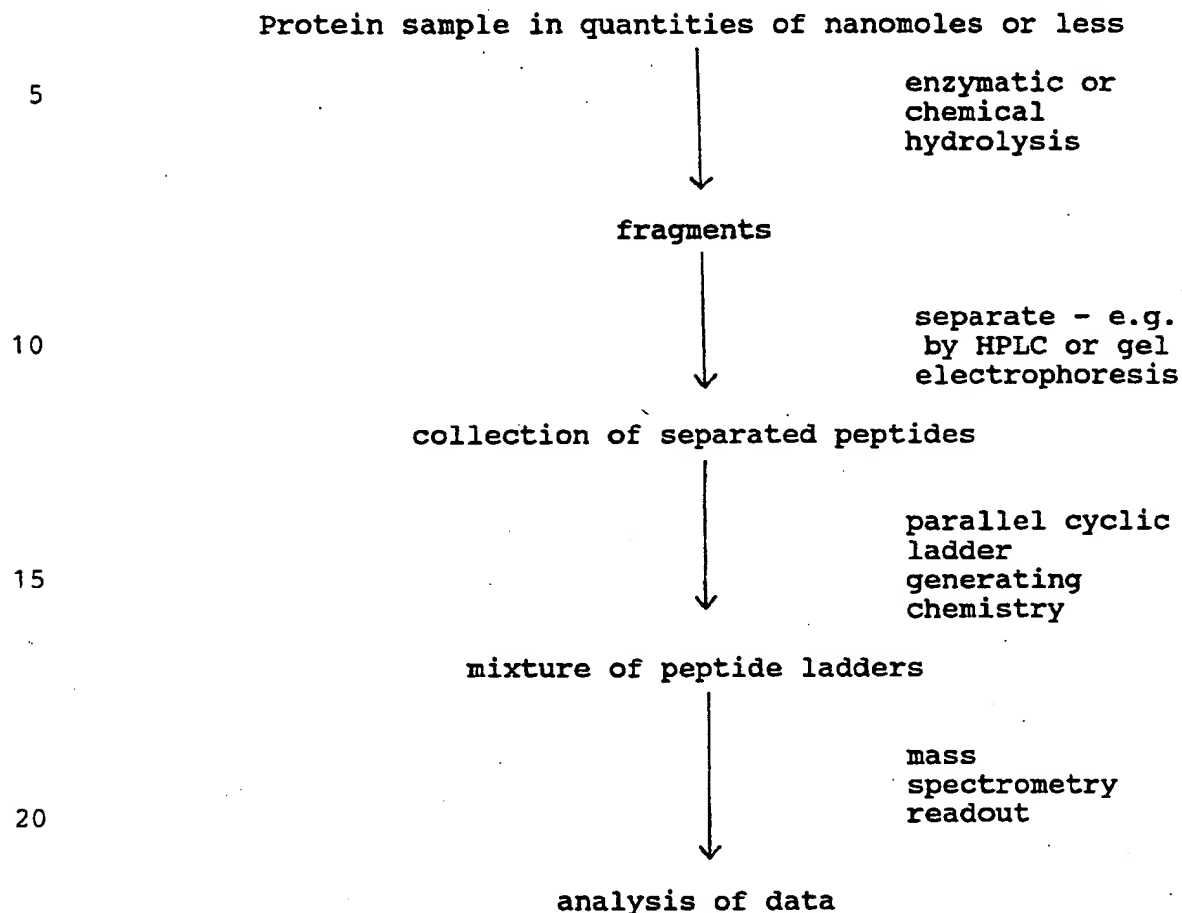 Protein sample in quantities of nanomoles or less
5 enzymatic or
chemical
hydrolysis
fragments
separate - e.g.
10 by HPLC or gel
electrophoresis
collection of separated peptides
parallel cyclic
ladder
15 generating
chemistry
mixture of peptide ladders
mass
spectrometry
20 readout
analysis of data